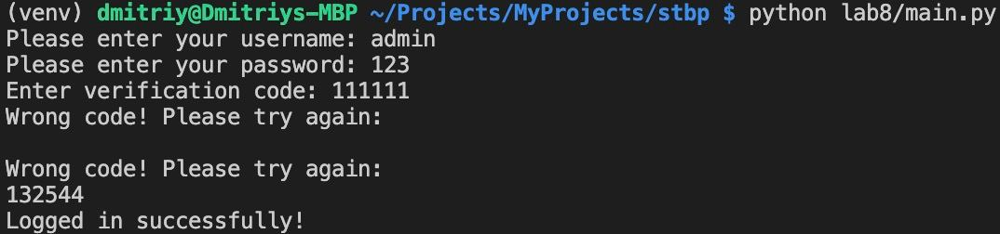 (venv) dmitriy@Dmitriys-MBP ~/Projects/MyProjects/stbp $ python lab8/main.py
Please enter your username: admin
Please enter your password: 123
Enter verification code: 111111
Wrong code! Please try again:

Wrong code! Please try again:
132544
Logged in successfully!